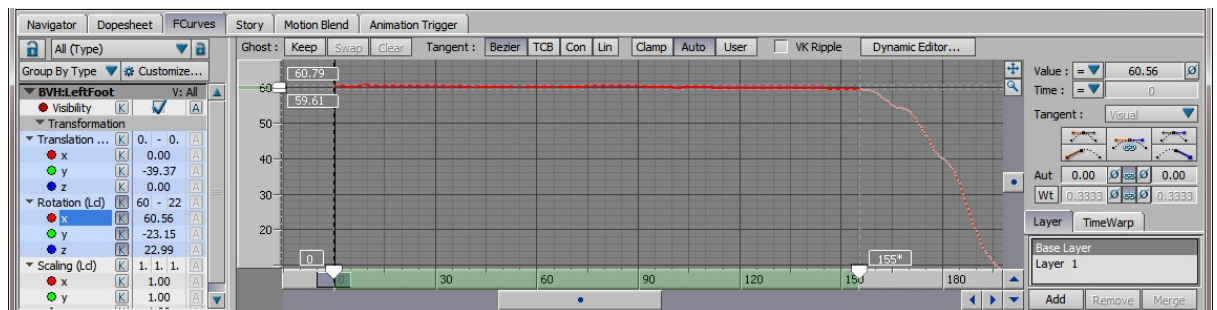 Navigator Dopesheet FCurves Story Motion Blend Animation Trigger
All (Type) a Ghost : Keep Swap Clear Tangent : Bezier TCB Con Lin Clamp Auto User VK Ripple Dynamic Editor...
Group By Type Customize...
BVH:LeftFoot V: All
Visibility K A
Transformation
Translation ... K 0. - 0. A
x K 0.00 A
y K -39.37 A
z K 0.00 A
Rotation (Lcl) K 60 - 22 A
x K 60.56 A
y K -23.15 A
z K 22.99 A
Scaling (Lcl) K 1. 1. 1. A
x K 1.00 A
y K 1.00 A
60.79
60
59.61
50
40
30
20
0 155*
0 30 60 90 120 150 180
Value : = 60.56
Time : = 0
Tangent : Visual
Aut 0.00 0.00
Wt 0.3333 0.3333
Layer TimeWarp
Base Layer
Layer 1
Add Remove Merge